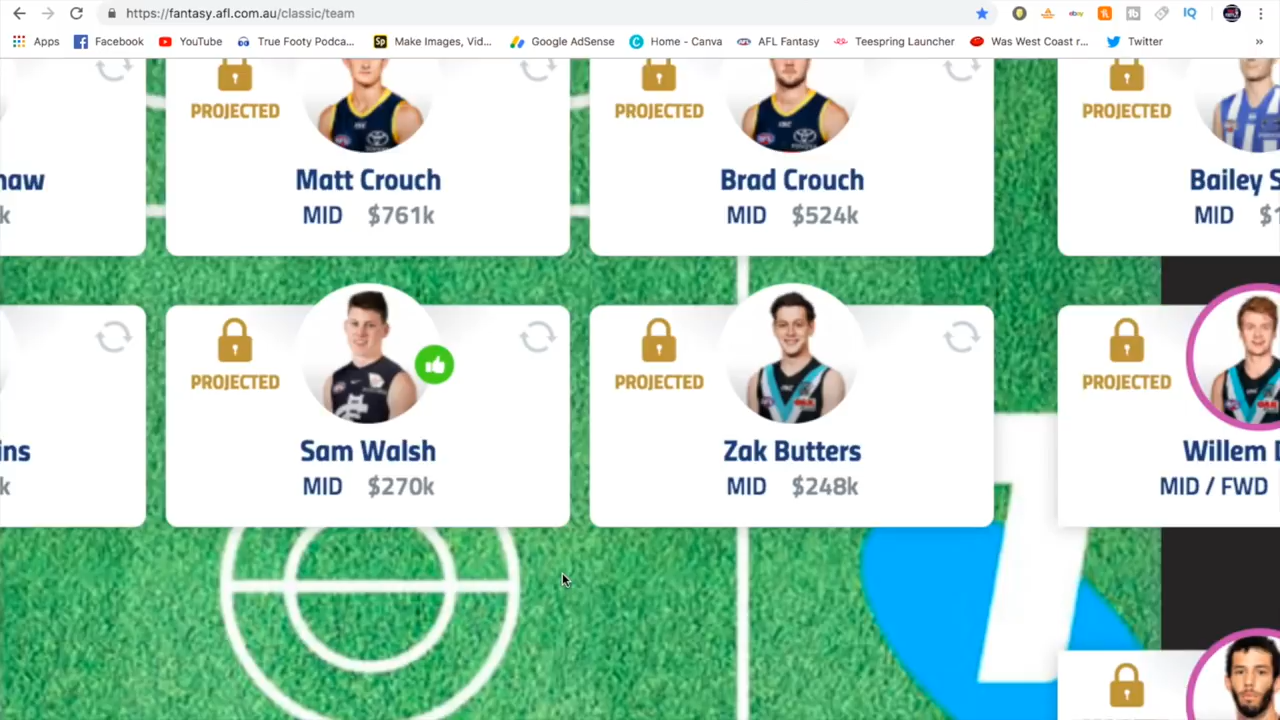 https://fantasy.afl.com.au/classic/team
Apps Facebook YouTube True Footy Podca... Make Images, Vid... Google AdSense Home - Canva AFL Fantasy Teespring Launcher Was West Coast r... Twitter »
PROJECTED PROJECTED PROJECTED
haw Matt Crouch Brad Crouch Bailey S
k MID $761k MID $524k MID $1
PROJECTED PROJECTED PROJECTED
ins Sam Walsh Zak Butters Willem
k MID $270k MID $248k MID / FWD